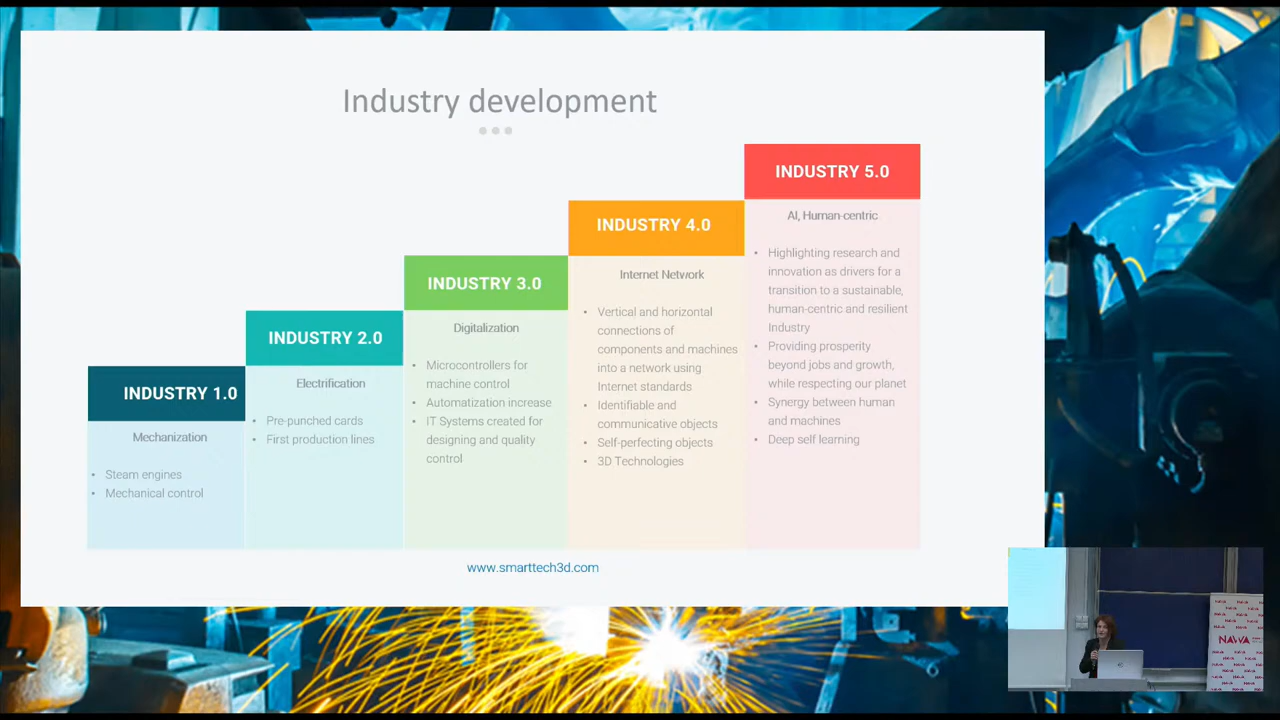 Industry development
INDUSTRY 1.0
Mechanization
• Steam engines
• Mechanical control
INDUSTRY 2.0
Electrification
• Pre-punched cards
• First production lines
INDUSTRY 3.0
Digitalization
• Microcontrollers for
machine control
• Automatization increase
• IT Systems created for
designing and quality
control
INDUSTRY 4.0
Internet Network
• Vertical and horizontal
connections of
components and machines
into a network using
Internet standards
• Identifiable and
communicative objects
• Self-perfecting objects
• 3D Technologies
INDUSTRY 5.0
AI, Human-centric
• Highlighting research and
innovation as drivers for a
transition to a sustainable,
human-centric and resilient
Industry
• Providing prosperity
beyond jobs and growth,
while respecting our planet
• Synergy between human
and machines
• Deep self learning
www.smarttech3d.com
NAWA